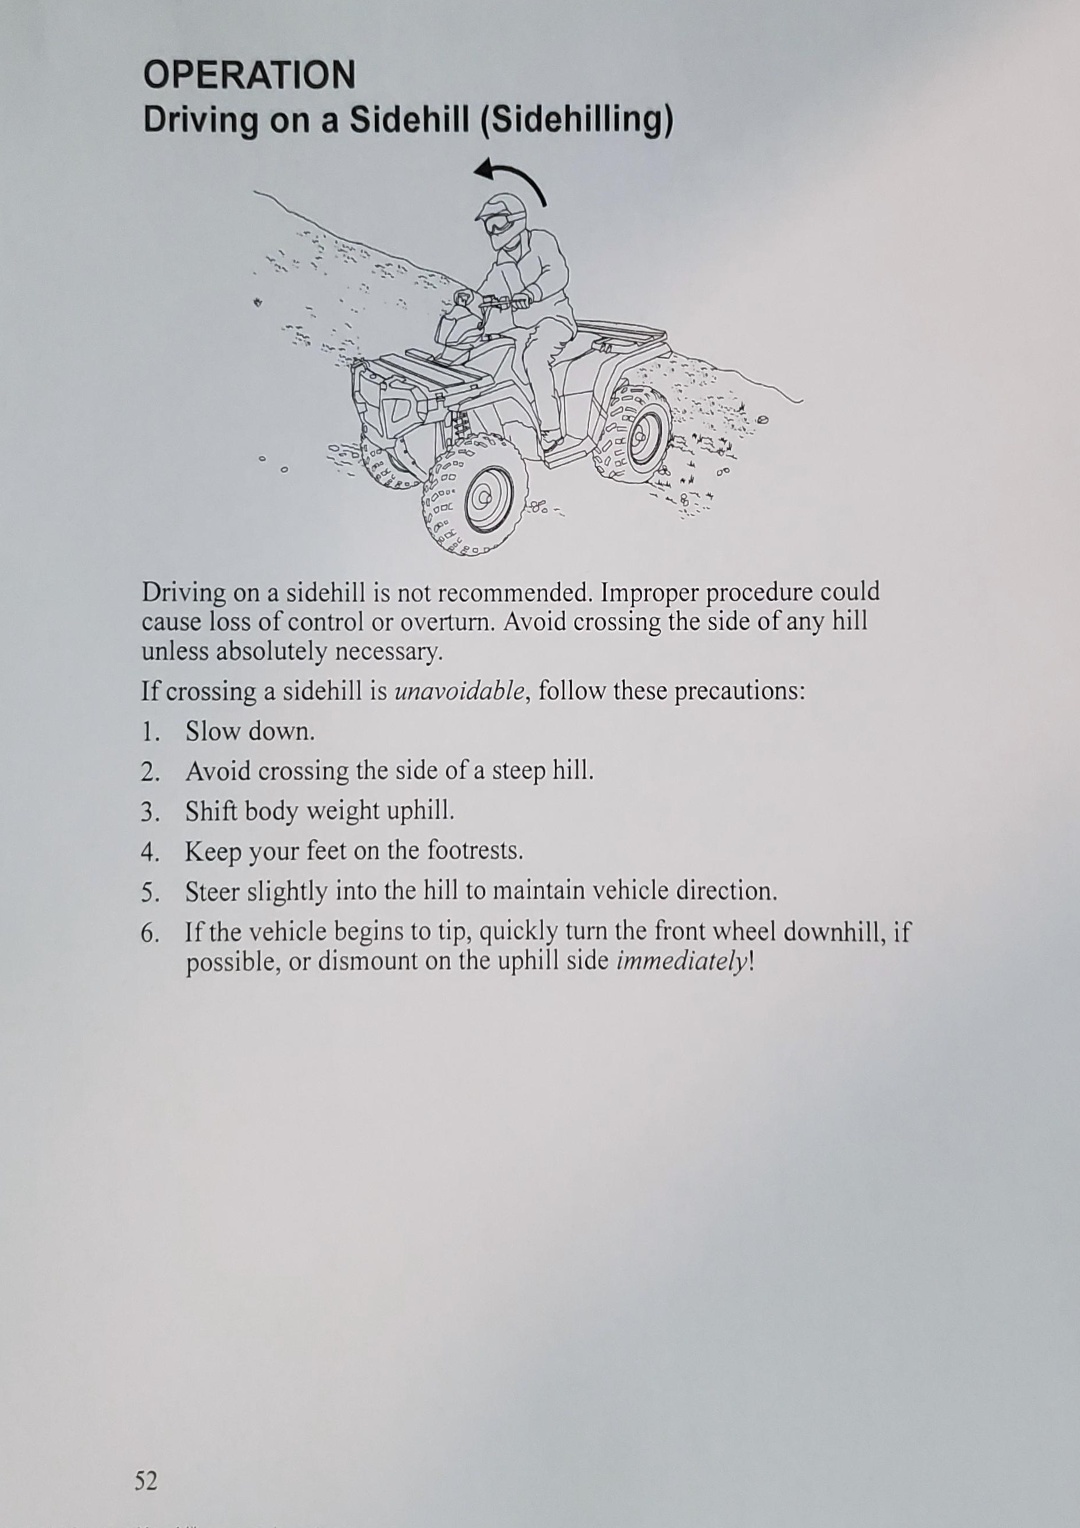 OPERATION
Driving on a Sidehill (Sidehilling)
Driving on a sidehill is not recommended. Improper procedure could
cause loss of control or overturn. Avoid crossing the side of any hill
unless absolutely necessary.
If crossing a sidehill is unavoidable, follow these precautions:
1. Slow down.
2. Avoid crossing the side of a steep hill.
3. Shift body weight uphill.
4. Keep your feet on the footrests.
5. Steer slightly into the hill to maintain vehicle direction.
6. If the vehicle begins to tip, quickly turn the front wheel downhill, if
possible, or dismount on the uphill side immediately!
52